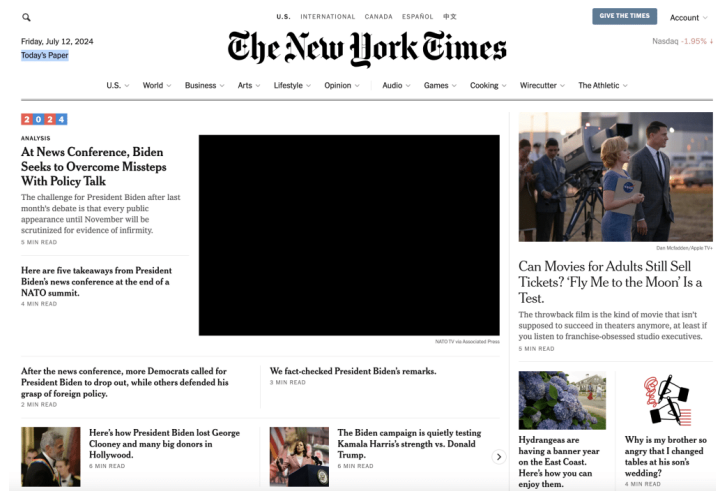 U.S. INTERNATIONAL CANADA ESPAÑOL 中文
GIVE THE TIMES
Account
Friday, July 12, 2024
Today's Paper
The New York Times
Nasdaq -1.95% ↓
U.S. World Business Arts Lifestyle Opinion Audio Games Cooking Wirecutter The Athletic
2024
ANALYSIS
At News Conference, Biden
Seeks to Overcome Missteps
With Policy Talk
The challenge for President Biden after last
month's debate is that every public
appearance until November will be
scrutinized for evidence of infirmity.
5 MIN READ
Here are five takeaways from President
Biden's news conference at the end of a
NATO summit.
4 MIN READ
NATO TV via Associated Press
After the news conference, more Democrats called for
President Biden to drop out, while others defended his
grasp of foreign policy.
2 MIN READ
We fact-checked President Biden's remarks.
3 MIN READ
Here's how President Biden lost George
Clooney and many big donors in
Hollywood.
6 MIN READ
The Biden campaign is quietly testing
Kamala Harris's strength vs. Donald
Trump.
6 MIN READ
Dan McFadden/Apple TV+
Can Movies for Adults Still Sell
Tickets? 'Fly Me to the Moon' Is a
Test.
The throwback film is the kind of movie that isn't
supposed to succeed in theaters anymore, at least if
you listen to franchise-obsessed studio executives.
5 MIN READ
Hydrangeas are
having a banner year
on the East Coast.
Here's how you can
enjoy them.
Why is my brother so
angry that I changed
tables at his son's
wedding?
4 MIN READ